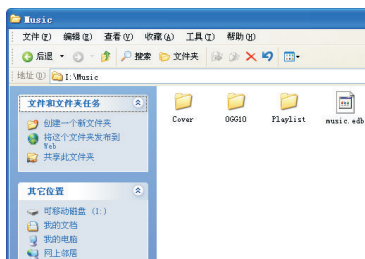 Music
文件(F) 编辑(E) 查看(V) 收藏(A) 工具(T) 帮助(H)
后退 搜索 文件夹
地址(D) I:\Music
文件和文件夹任务
创建一个新文件夹
将这个文件夹发布到
Web
共享此文件夹
其它位置
可移动磁盘 (I:)
我的文档
我的电脑
网上邻居
Cover OGG10 Playlist music.edb